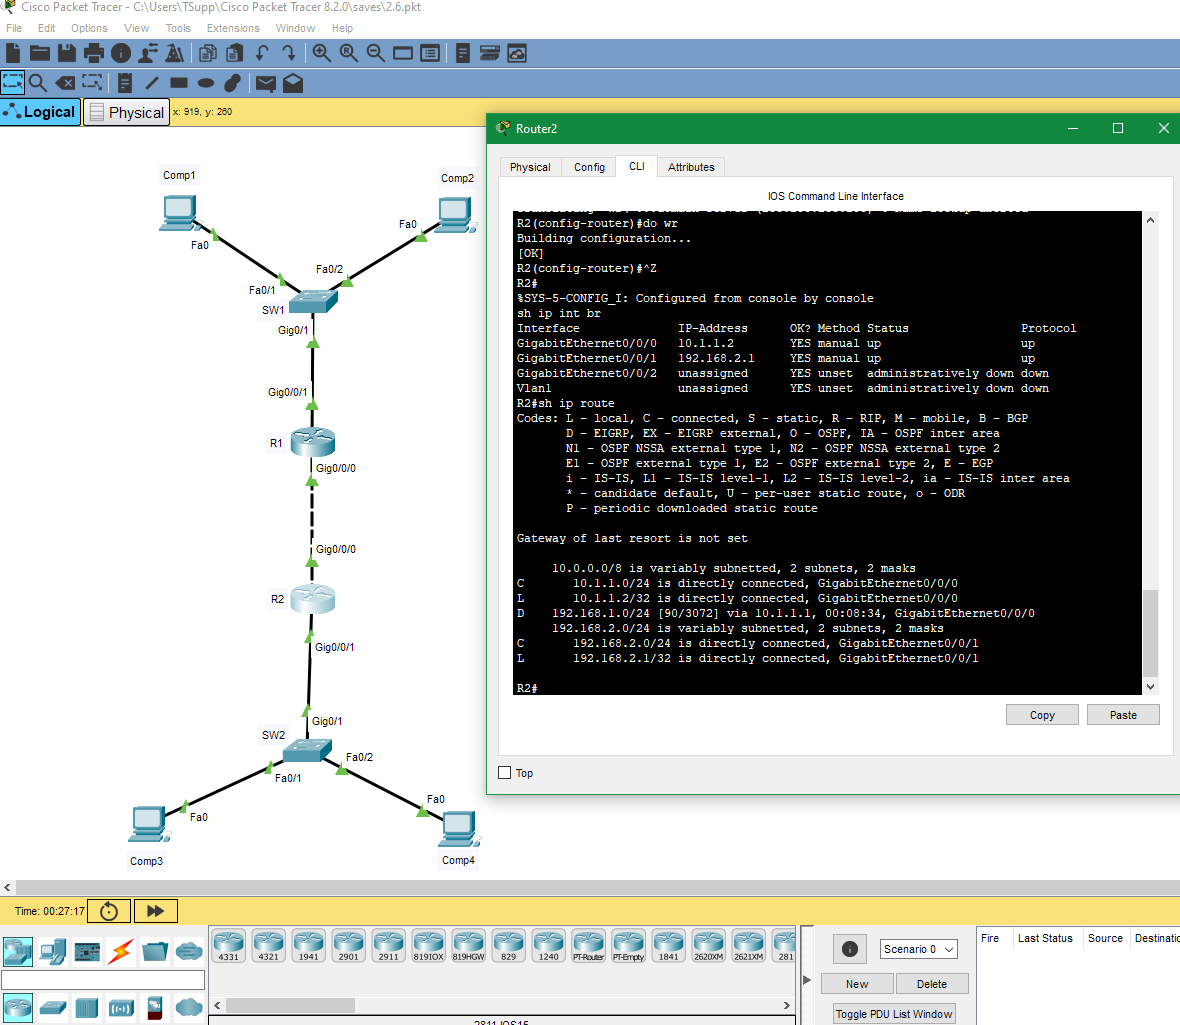 Cisco Packet Tracer - C:\Users\TSupp\Cisco Packet Tracer 8.2.0\saves\2.6.pkt
File Edit Options View Tools Extensions Window Help
Logical Physical x: 919, y: 260
Comp1
Comp2
Fa0
Fa0
Fa0/2
Fa0/1
SW1
Gig0/1
Gig0/0/1
R1
Gig0/0/0
Gig0/0/0
R2
Gig0/0/1
Gig0/1
SW2
Fa0/2
Fa0/1
Fa0
Fa0
Comp3
Comp4
Router2
Physical Config CLI Attributes
IOS Command Line Interface
R2(config-router)#do wr
Building configuration...
[OK]
R2(config-router)#^Z
R2#
%SYS-5-CONFIG_I: Configured from console by console
sh ip int br
Interface IP-Address OK? Method Status Protocol
GigabitEthernet0/0/0 10.1.1.2 YES manual up up
GigabitEthernet0/0/1 192.168.2.1 YES manual up up
GigabitEthernet0/0/2 unassigned YES unset administratively down down
Vlan1 unassigned YES unset administratively down down
R2#sh ip route
Codes: L - local, C - connected, S - static, R - RIP, M - mobile, B - BGP
D - EIGRP, EX - EIGRP external, O - OSPF, IA - OSPF inter area
N1 - OSPF NSSA external type 1, N2 - OSPF NSSA external type 2
E1 - OSPF external type 1, E2 - OSPF external type 2, E - EGP
i - IS-IS, L1 - IS-IS level-1, L2 - IS-IS level-2, ia - IS-IS inter area
* - candidate default, U - per-user static route, o - ODR
P - periodic downloaded static route
Gateway of last resort is not set
10.0.0.0/8 is variably subnetted, 2 subnets, 2 masks
C 10.1.1.0/24 is directly connected, GigabitEthernet0/0/0
L 10.1.1.2/32 is directly connected, GigabitEthernet0/0/0
D 192.168.1.0/24 [90/3072] via 10.1.1.1, 00:08:34, GigabitEthernet0/0/0
192.168.2.0/24 is variably subnetted, 2 subnets, 2 masks
C 192.168.2.0/24 is directly connected, GigabitEthernet0/0/1
L 192.168.2.1/32 is directly connected, GigabitEthernet0/0/1
R2#
Copy Paste
Top
Time: 00:27:17
4331 4321 1941 2901 2911 819IOX 819HGW 829 1240 PT-Router PT-Empty 1841 2620XM 2621XM 281
2811 IOS15
Scenario 0
New Delete
Toggle PDU List Window
Fire Last Status Source Destinatio